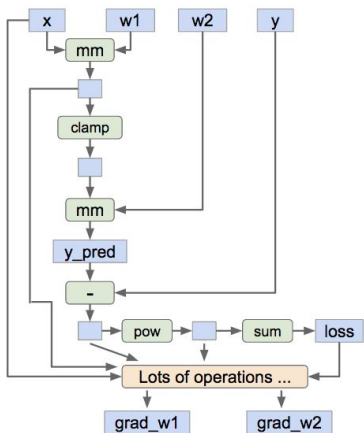 x w1 w2 y
mm
clamp
mm
y_pred
-
pow sum loss
Lots of operations ...
grad_w1 grad_w2